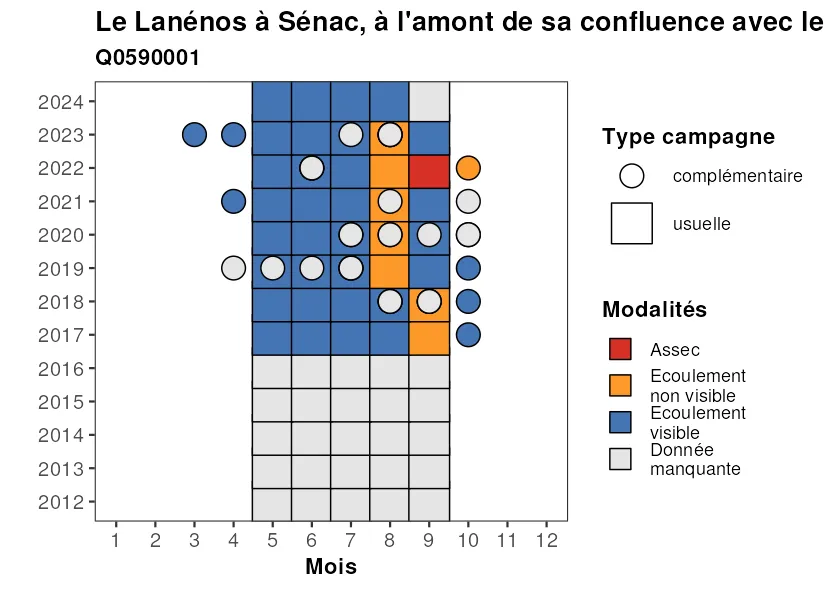 Le Lanénos à Sénac, à l'amont de sa confluence avec le
Q0590001
2024
2023
2022
2021
2020
2019
2018
2017
2016
2015
2014
2013
2012
1 2 3 4 5 6 7 8 9 10 11 12
Mois
Type campagne
complémentaire
usuelle
Modalités
Assec
Ecoulement
non visible
Ecoulement
visible
Donnée
manquante